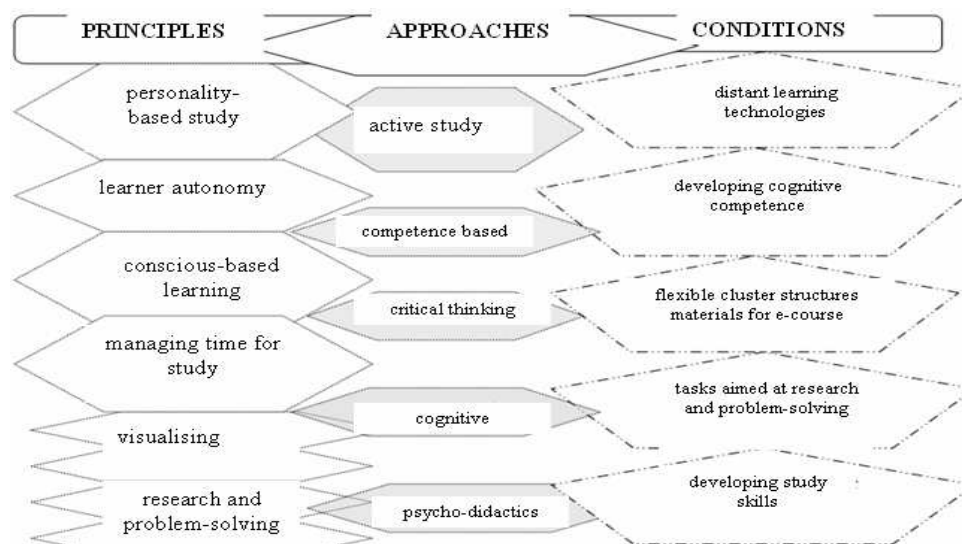 PRINCIPLES
APPROACHES
CONDITIONS
personality-
based study
learner autonomy
conscious-based
learning
managing time for
study
visualising
research and
problem-solving
active study
competence based
critical thinking
cognitive
psycho-didactics
distant learning
technologies
developing cognitive
competence
flexible cluster structures
materials for e-course
tasks aimed at research
and problem-solving
developing study
skills